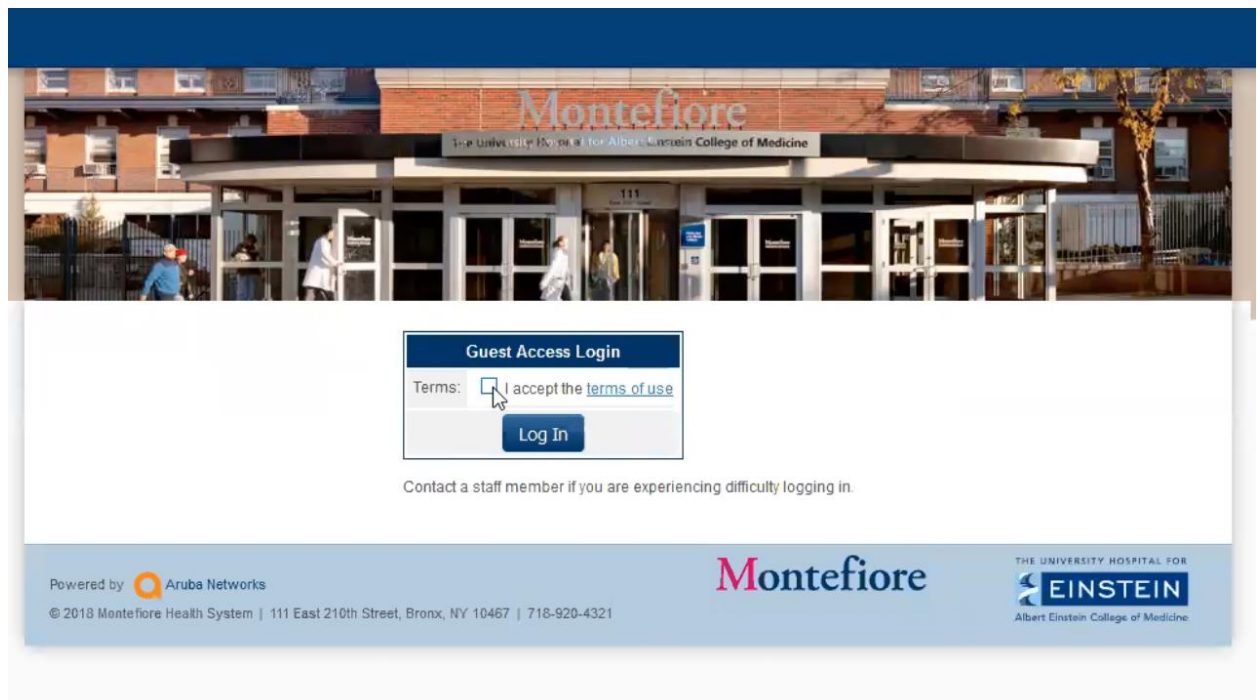 Montefiore
The University Hospital for Albert Einstein College of Medicine
111
Guest Access Login
Terms: I accept the terms of use
Log In
Contact a staff member if you are experiencing difficulty logging in.
Powered by Aruba Networks
© 2018 Montefiore Health System | 111 East 210th Street, Bronx, NY 10467 | 718-920-4321
Montefiore
THE UNIVERSITY HOSPITAL FOR
EINSTEIN
Albert Einstein College of Medicine